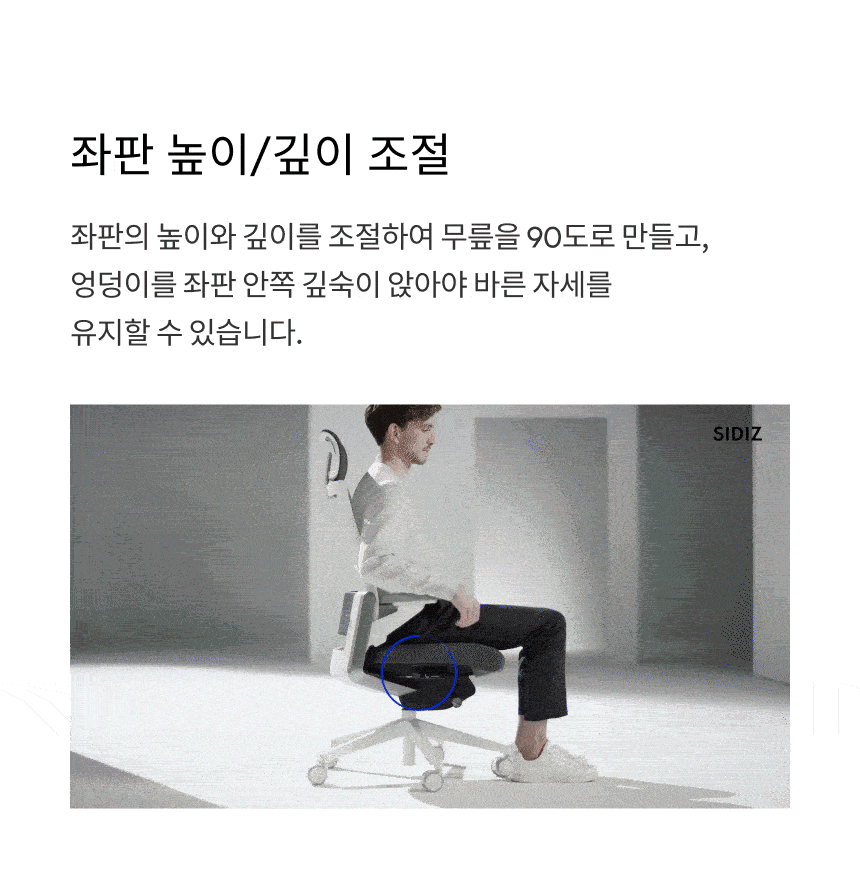 좌판 높이/깊이 조절
좌판의 높이와 깊이를 조절하여 무릎을 90도로 만들고,
엉덩이를 좌판 안쪽 깊숙이 앉아야 바른 자세를
유지할 수 있습니다.
SIDIZ